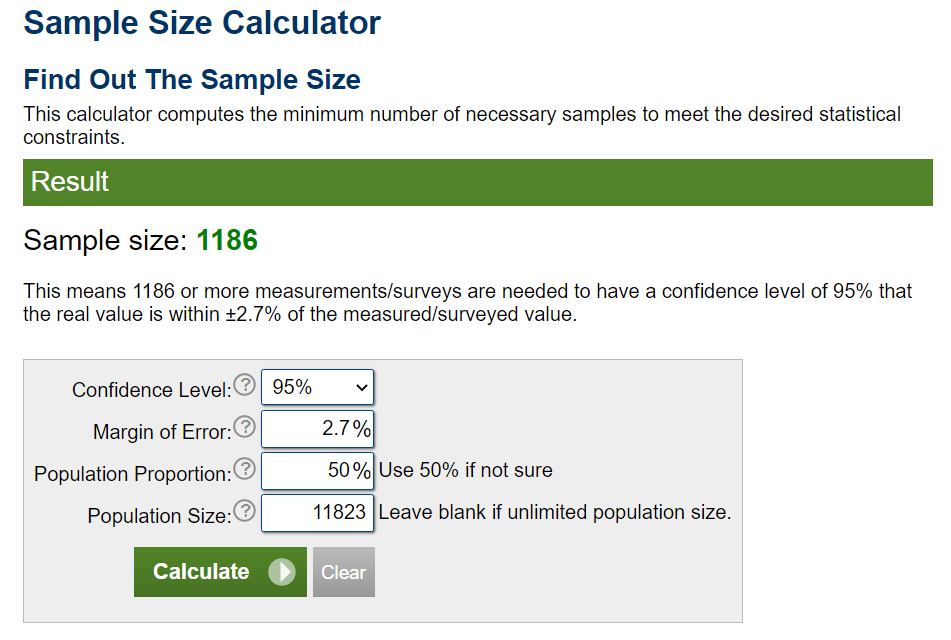 Sample Size Calculator
Find Out The Sample Size
This calculator computes the minimum number of necessary samples to meet the desired statistical
constraints.
Result
Sample size: 1186
This means 1186 or more measurements/surveys are needed to have a confidence level of 95% that
the real value is within ±2.7% of the measured/surveyed value.
Confidence Level: ? 95%
Margin of Error: ? 2.7%
Population Proportion: ? 50% Use 50% if not sure
Population Size: ? 11823 Leave blank if unlimited population size.
Calculate Clear